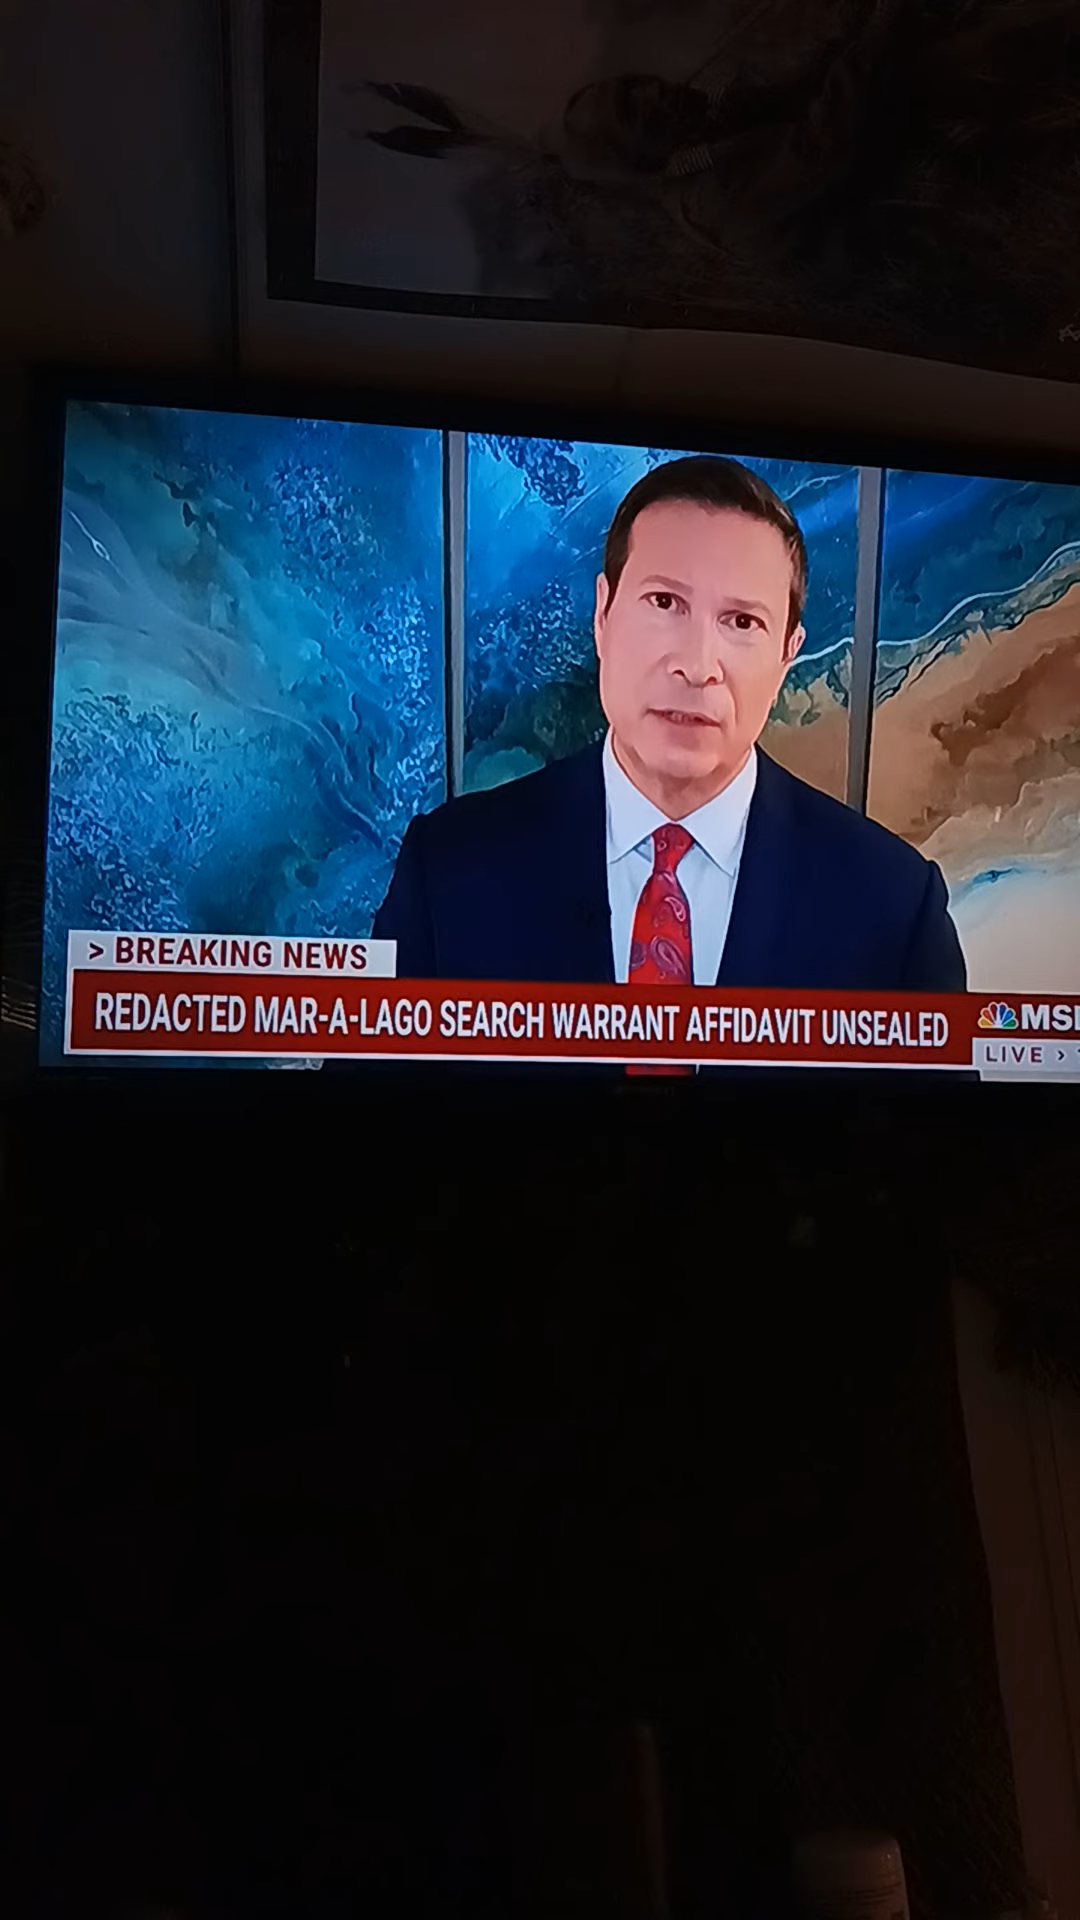 > BREAKING NEWS
REDACTED MAR-A-LAGO SEARCH WARRANT AFFIDAVIT UNSEALED
LIVE >